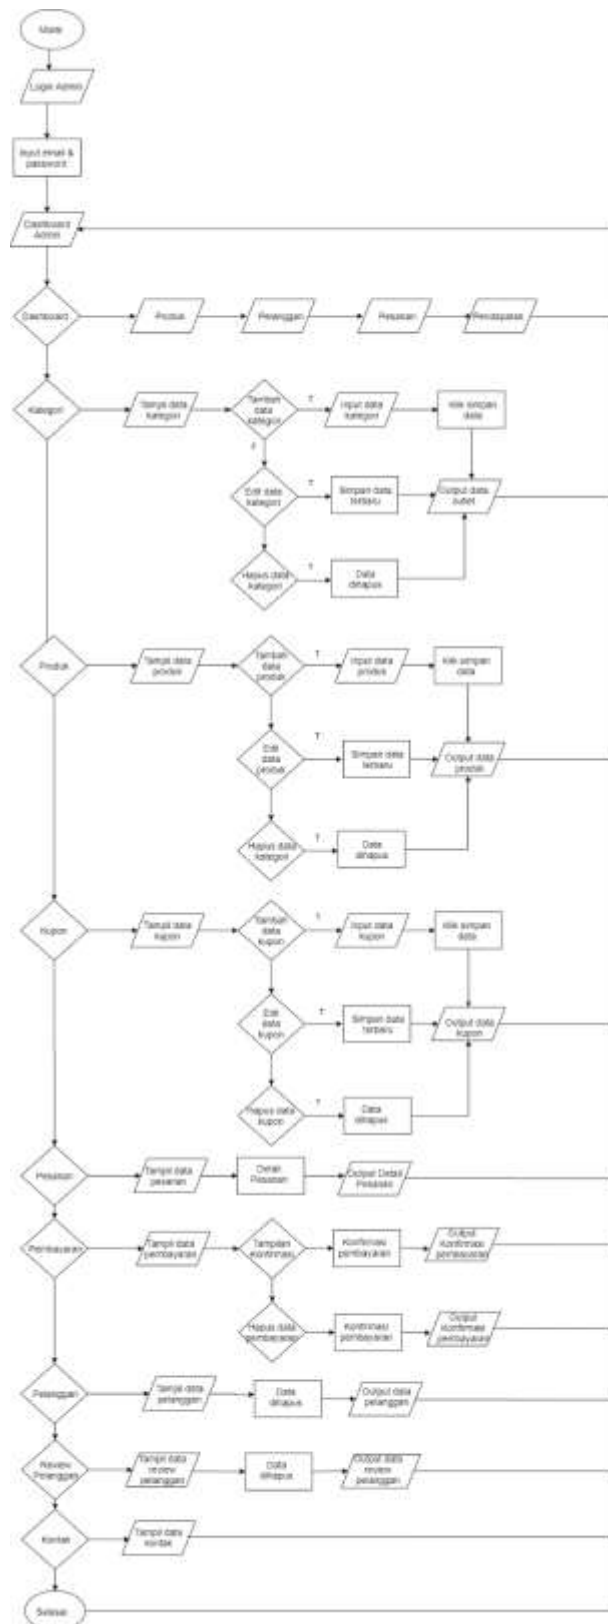 Mulai
Login Admin
Input email &
password
Dashboard
Admin
Dashboard
Produk
Pelanggan
Pesanan
Pendapatan
Kategori
Tampil data
kategori
Tambah
data
kategori
T
Input data
kategori
Klik simpan
data
F
Edit data
kategori
T
Simpan data
terbaru
Output data
outlet
Hapus data
kategori
T
Data
dihapus
Produk
Tampil data
produk
Tambah
data
produk
T
Input data
produk
Klik simpan
data
Edit
data
produk
T
Simpan data
terbaru
Output data
produk
Hapus data
kategori
T
Data
dihapus
Kupon
Tampil data
kupon
Tambah
data
kupon
T
Input data
kupon
Klik simpan
data
Edit
data
kupon
T
Simpan data
terbaru
Output data
kupon
Hapus data
kupon
T
Data
dihapus
Pesanan
Tampil data
pesanan
Detail
Pesanan
Output Detail
Pesanan
Pembayaran
Tampil data
pembayaran
Tampilan
Konfirmasi
Konfirmasi
pembayaran
Output
Konfirmasi
pembayaran
Hapus data
pembayaran
Konfirmasi
pembayaran
Output
Konfirmasi
pembayaran
Pelanggan
Tampil data
pelanggan
Data
dihapus
Output data
pelanggan
Review
Pelanggan
Tampil data
review
pelanggan
Data
dihapus
Output data
review
pelanggan
Kontak
Tampil data
kontak
Selesai